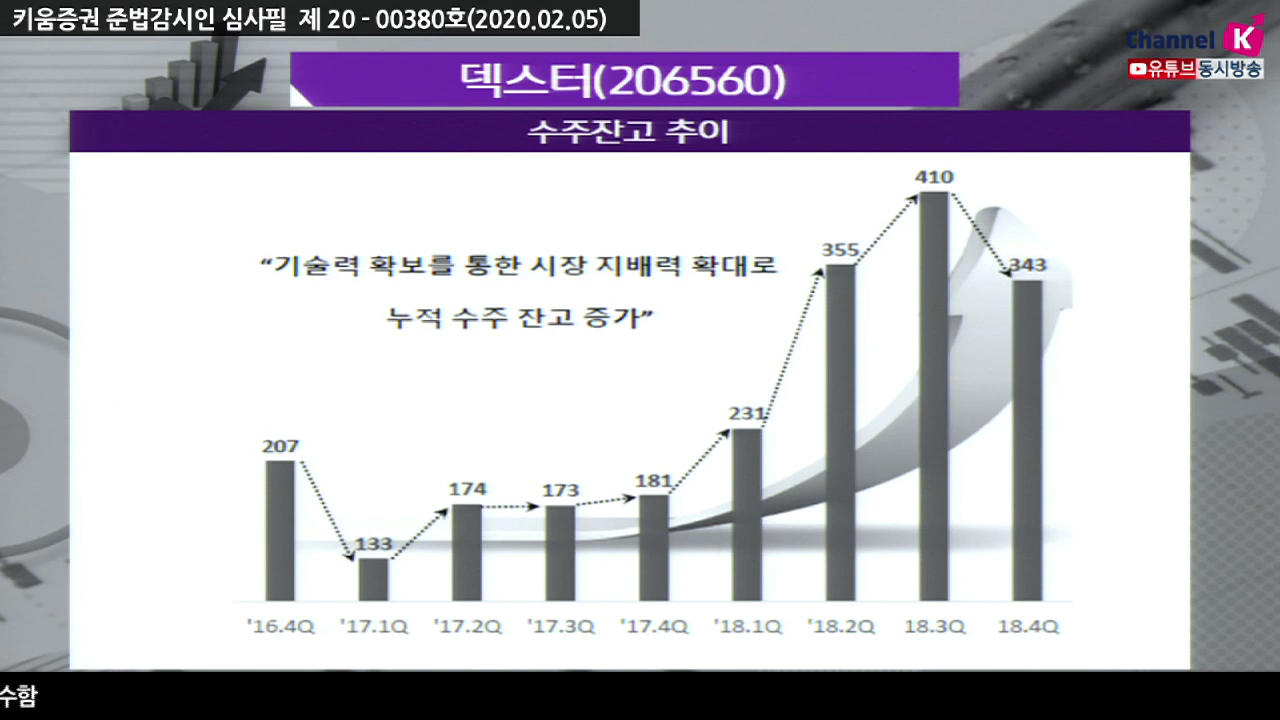 키움증권 준법감시인 심사필 제 20 - 00380호(2020.02.05)
Channel K
유튜브 동시방송
덱스터(206560)
수주잔고 추이
“기술력 확보를 통한 시장 지배력 확대로
누적 수주 잔고 증가”
207
133
174
173
181
231
355
410
343
'16.4Q '17.1Q '17.2Q '17.3Q '17.4Q '18.1Q '18.2Q 18.3Q 18.4Q
수함